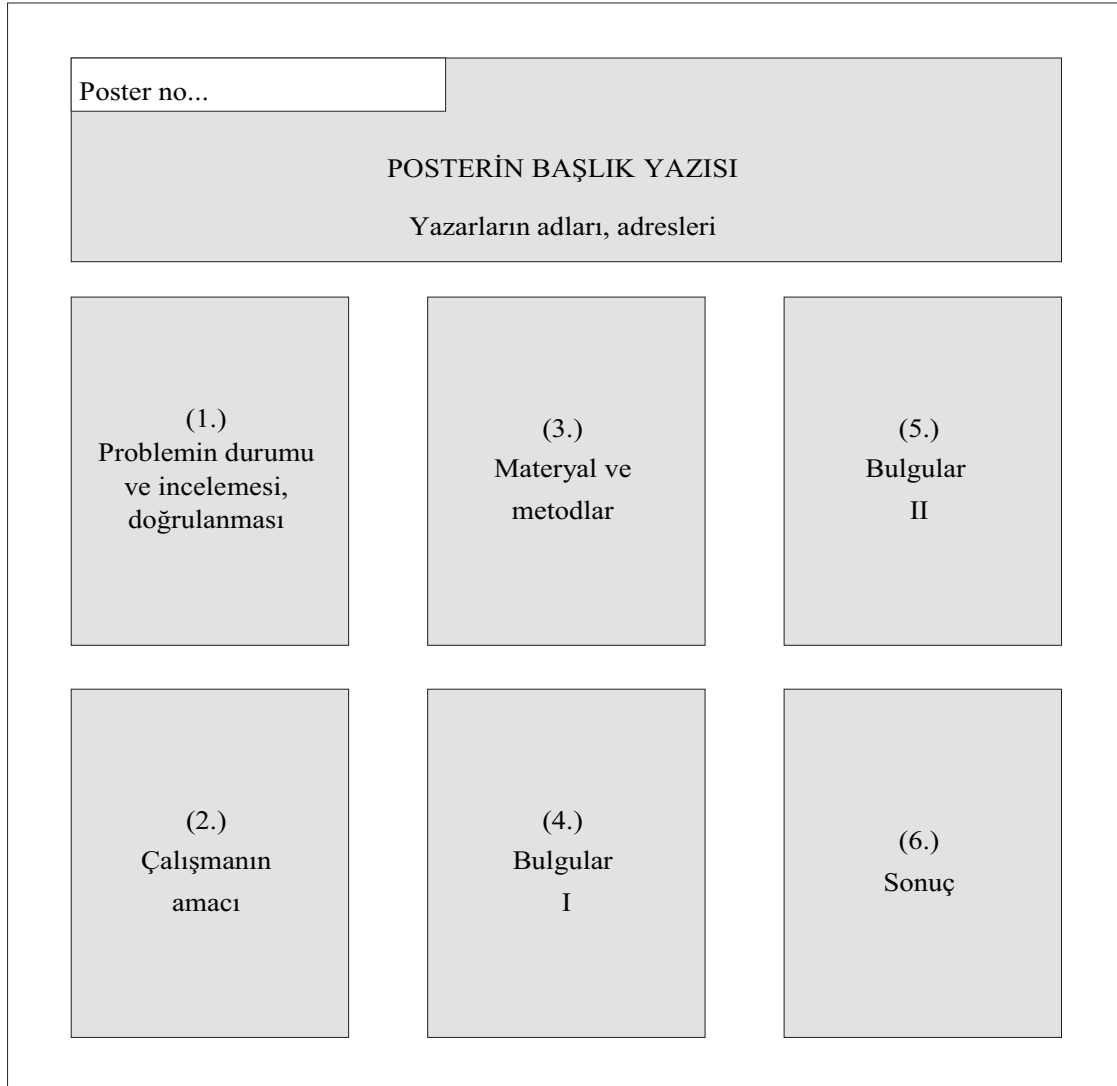 Poster no...
POSTERİN BAŞLIK YAZISI
Yazarların adları, adresleri
(1.)
Problemin durumu
ve incelemesi,
doğrulanması
(2.)
Çalışmanın
amacı
(3.)
Materyal ve
metodlar
(4.)
Bulgular
I
(5.)
Bulgular
II
(6.)
Sonuç